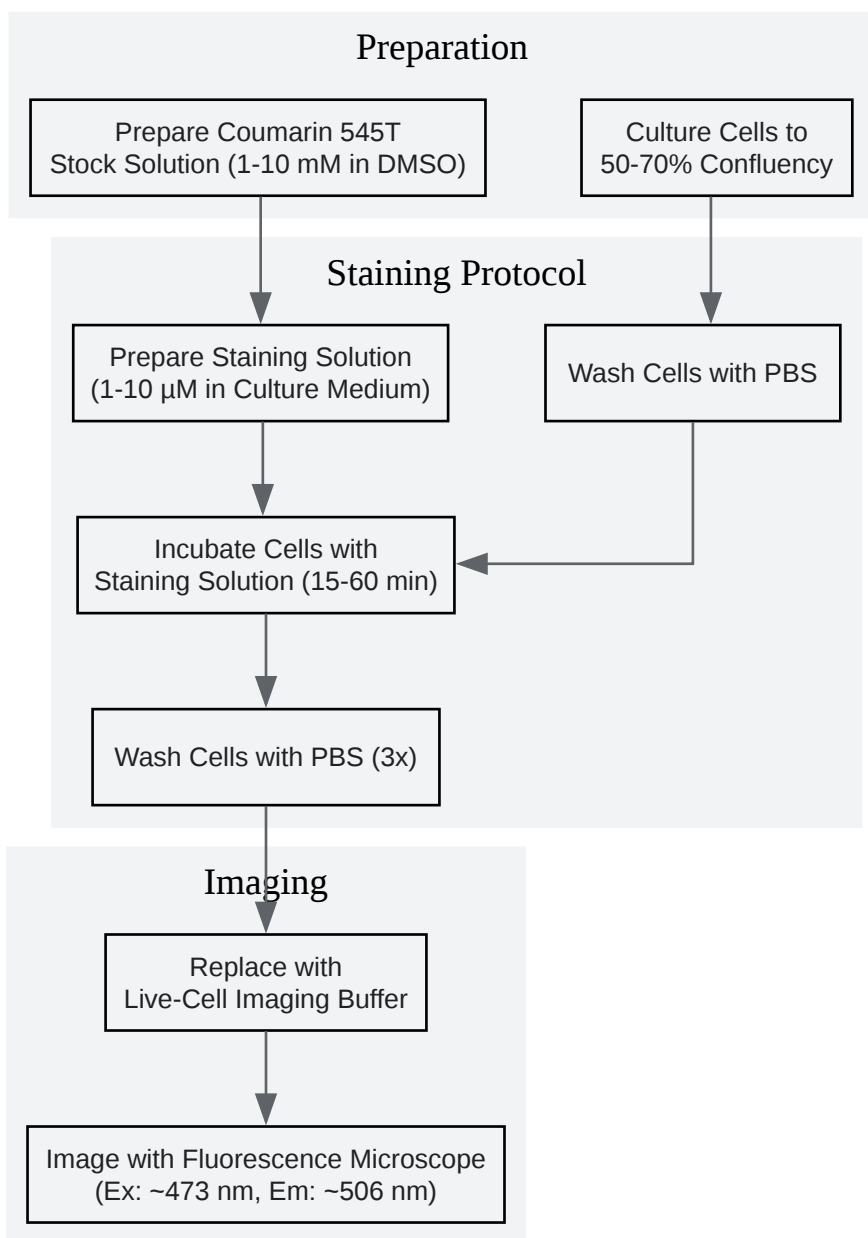 Preparation
Prepare Coumarin 545T
Stock Solution (1-10 mM in DMSO)
Culture Cells to
50-70% Confluency
Staining Protocol
Prepare Staining Solution
(1-10 µM in Culture Medium)
Wash Cells with PBS
Incubate Cells with
Staining Solution (15-60 min)
Wash Cells with PBS (3x)
Imaging
Replace with
Live-Cell Imaging Buffer
Image with Fluorescence Microscope
(Ex: ~473 nm, Em: ~506 nm)